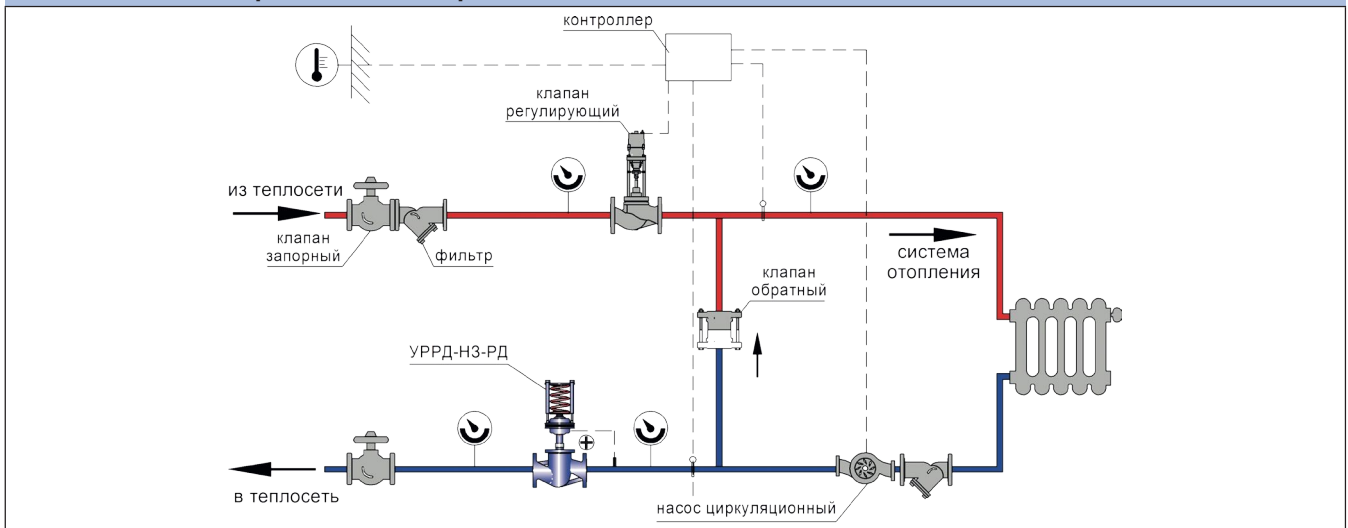 контроллер
клапан
регулирующий
из теплосети
клапан
запорный
фильтр
система
отопления
клапан
обратный
УРРД-НЗ-РД
в теплосеть
насос циркуляционный